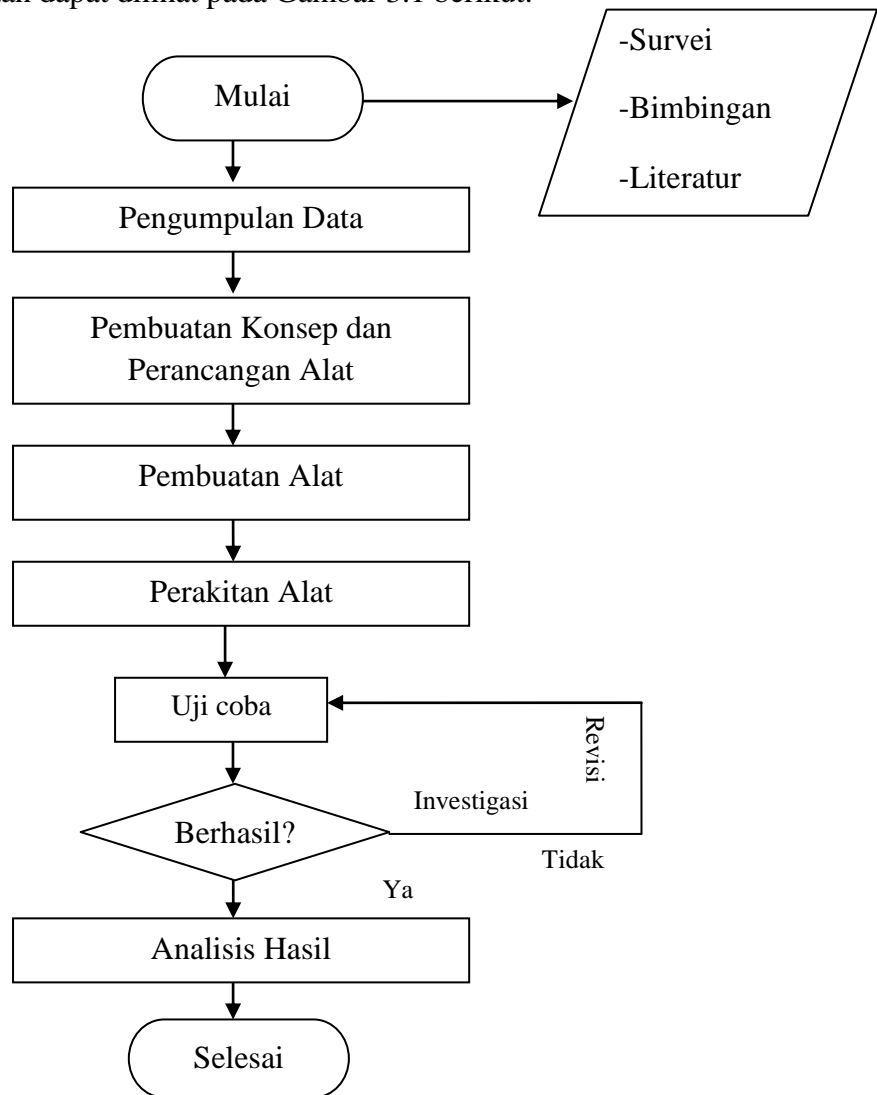 dapat dilihat pada Gambar 3.1 berikut:
Mulai
-Survei
-Bimbingan
-Literatur
Pengumpulan Data
Pembuatan Konsep dan
Perancangan Alat
Pembuatan Alat
Perakitan Alat
Uji coba
Revisi
Investigasi
Berhasil?
Tidak
Ya
Analisis Hasil
Selesai